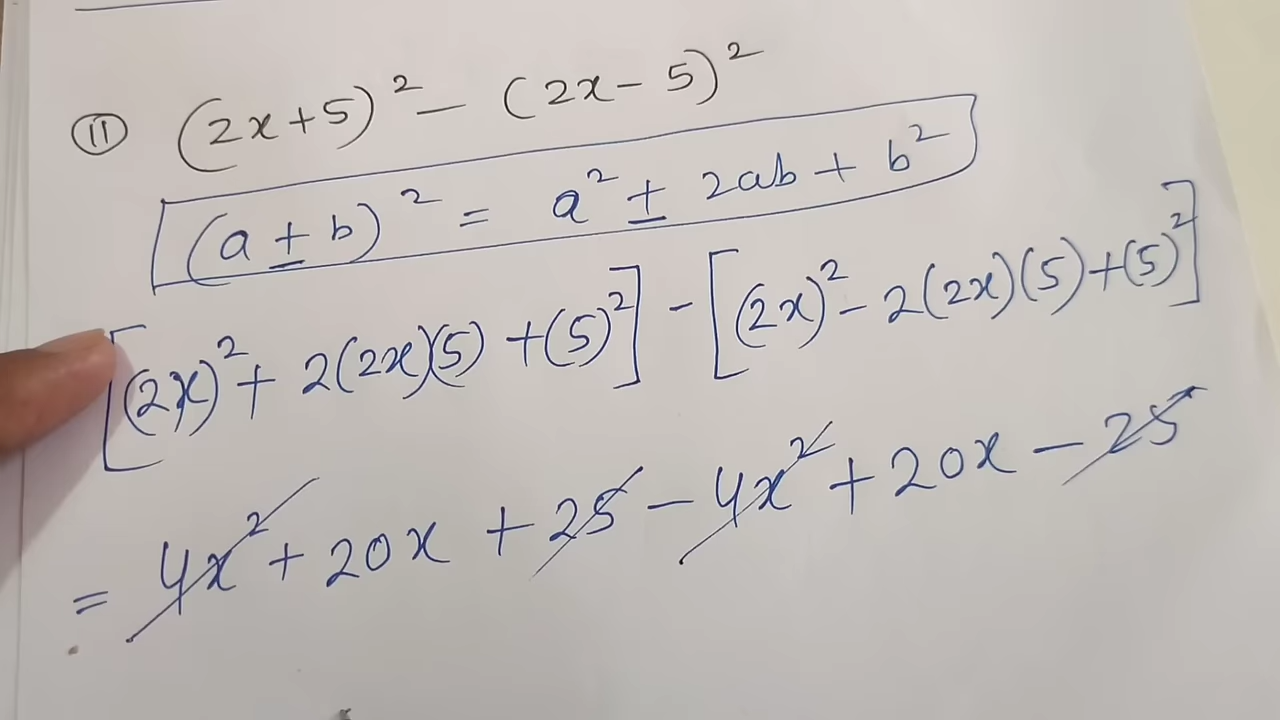 (ii) (2x+5)² – (2x – 5)²
(a ± b)² = a² ± 2ab + b²
[(2x)² + 2(2x)(5) + (5)²] – [(2x)² – 2(2x)(5) + (5)²]
= 4x² + 20x + 25 – 4x² + 20x – 25